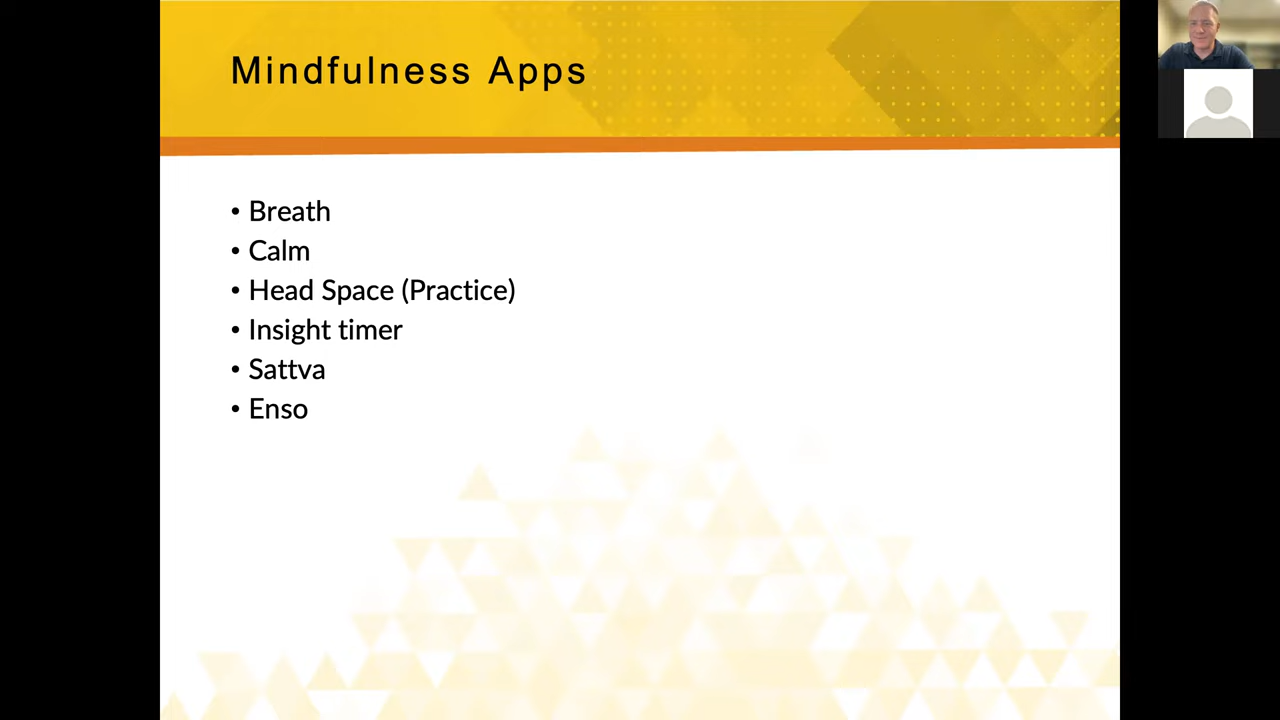 Mindfulness Apps
• Breath
• Calm
• Head Space (Practice)
• Insight timer
• Sattva
• Enso